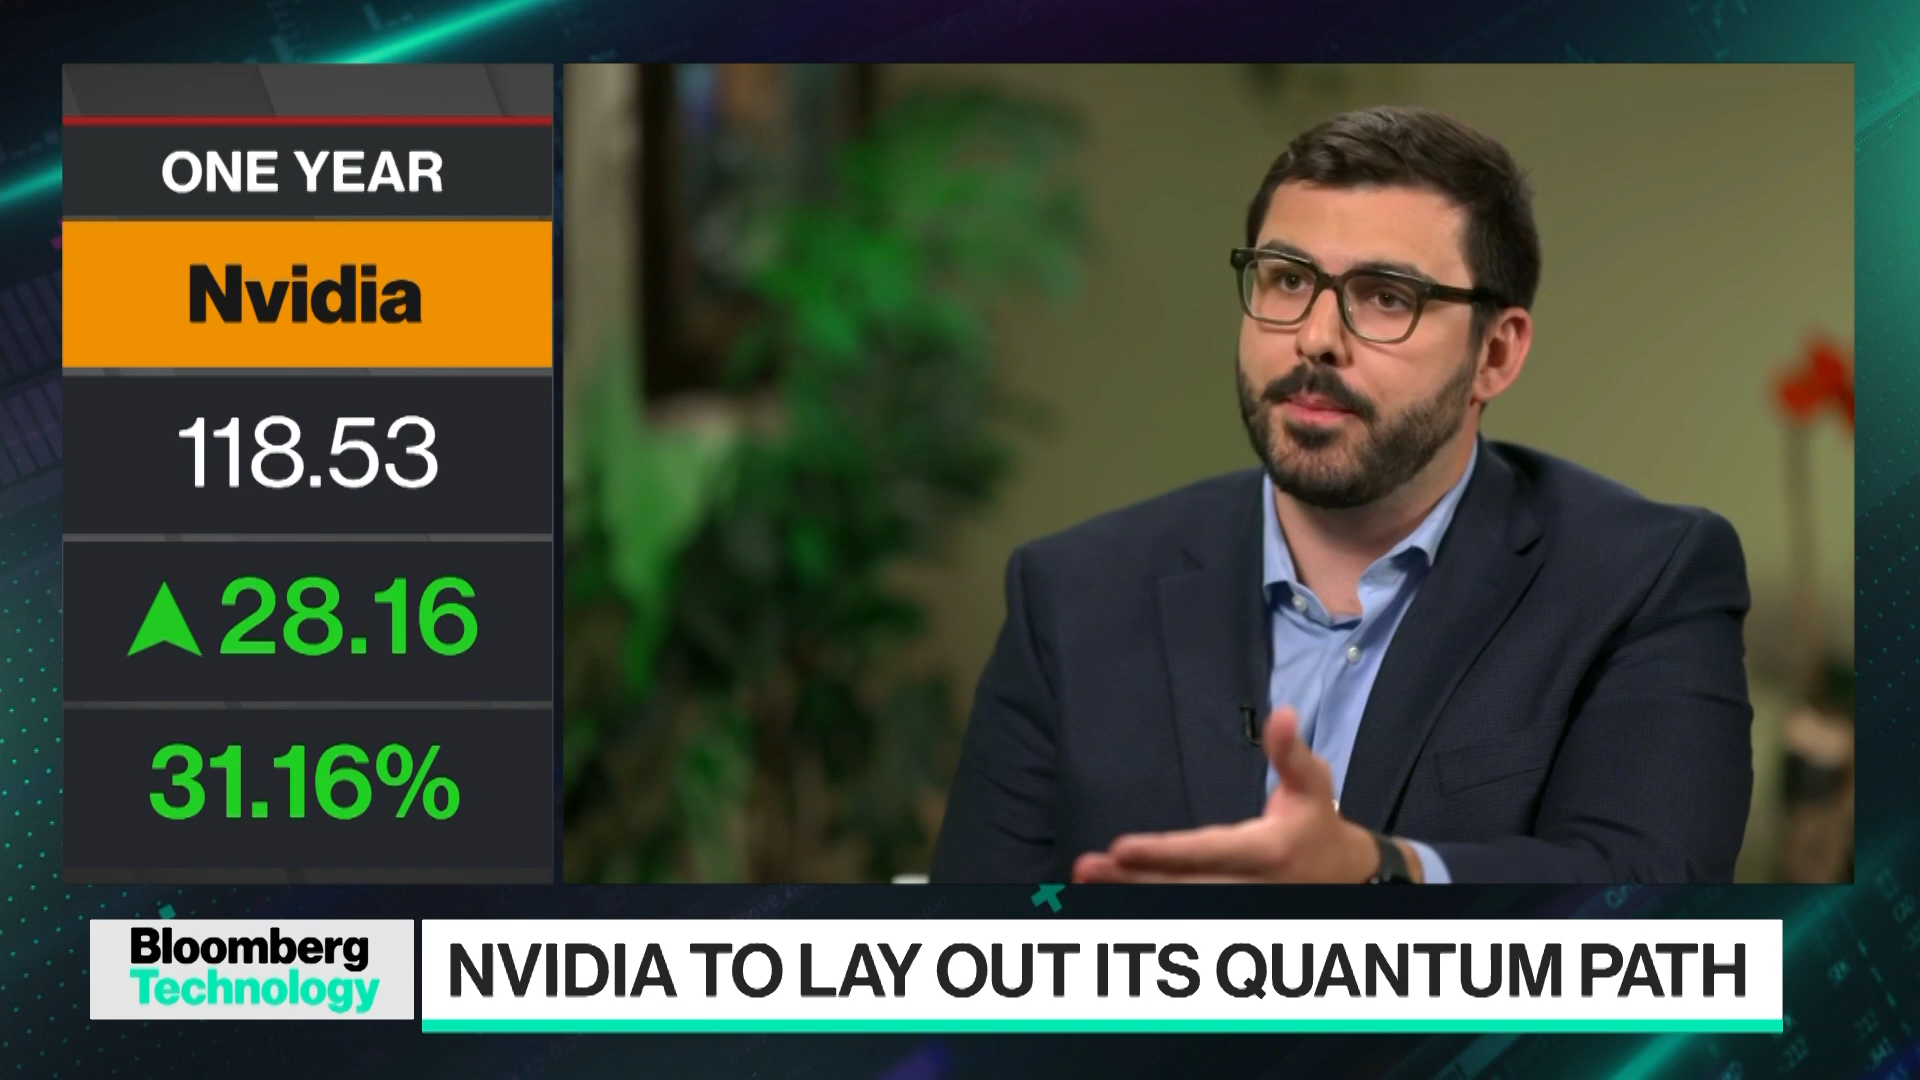 ONE YEAR
Nvidia
118.53
▲28.16
31.16%
Bloomberg
Technology
NVIDIA TO LAY OUT ITS QUANTUM PATH